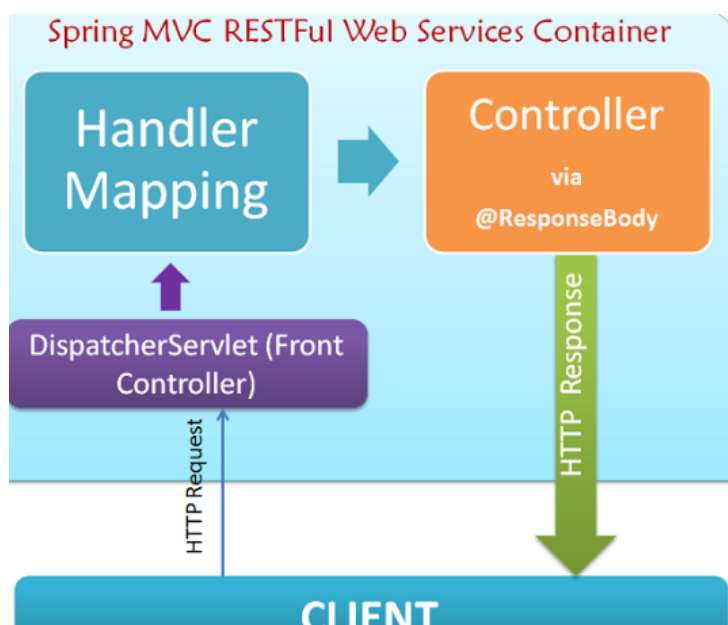 Spring MVC RESTFul Web Services Container
Handler
Mapping
Controller
via
@ResponseBody
DispatcherServlet (Front
Controller)
HTTP Request
HTTP Response
CLIENT